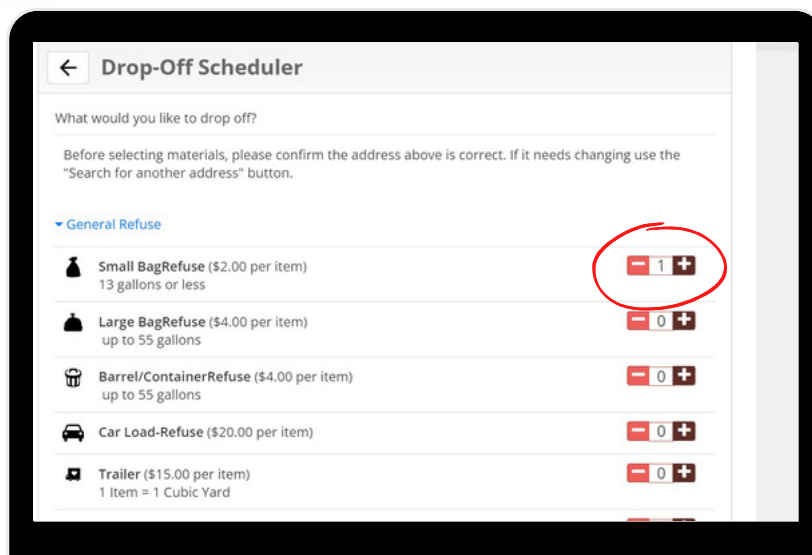 Drop-Off Scheduler
What would you like to drop off?
Before selecting materials, please confirm the address above is correct. If it needs changing use the
"Search for another address" button.
General Refuse
Small BagRefuse ($2.00 per item)
13 gallons or less
1
Large BagRefuse ($4.00 per item)
up to 55 gallons
0
Barrel/ContainerRefuse ($4.00 per item)
up to 55 gallons
0
Car Load-Refuse ($20.00 per item)
0
Trailer ($15.00 per item)
1 Item = 1 Cubic Yard
0